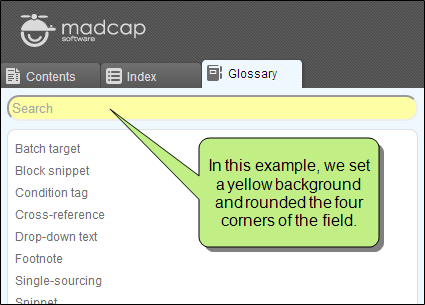 madcap
software
Contents
Index
Glossary
Search
Batch target
Block snippet
Condition tag
Cross-reference
Drop-down text
Footnote
Single-sourcing
Snippet
In this example, we set
a yellow background
and rounded the four
corners of the field.